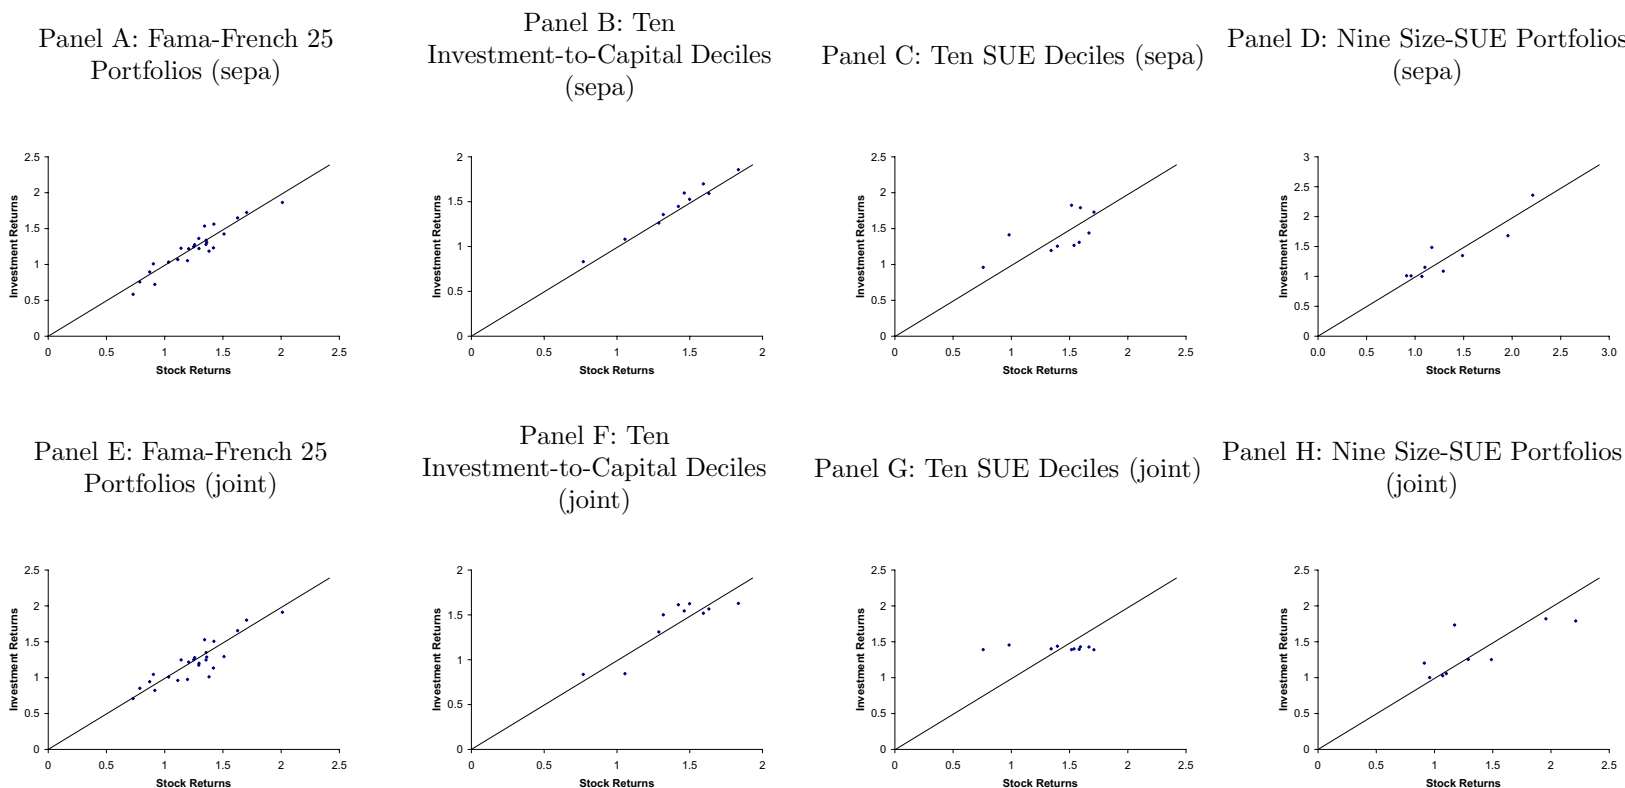 Panel A: Fama-French 25
Portfolios (sepa)
Panel B: Ten
Investment-to-Capital Deciles
(sepa)
Panel C: Ten SUE Deciles (sepa)
Panel D: Nine Size-SUE Portfolios
(sepa)
2.5
2
1.5
1
0.5
0
Investment Returns
0 0.5 1 1.5 2 2.5
Stock Returns
2
1.5
1
0.5
0
Investment Returns
0 0.5 1 1.5 2
Stock Returns
2.5
2
1.5
1
0.5
0
Investment Returns
0 0.5 1 1.5 2 2.5
Stock Returns
3
2.5
2
1.5
1
0.5
0
Investment Returns
0.0 0.5 1.0 1.5 2.0 2.5 3.0
Stock Returns
Panel E: Fama-French 25
Portfolios (joint)
Panel F: Ten
Investment-to-Capital Deciles
(joint)
Panel G: Ten SUE Deciles (joint)
Panel H: Nine Size-SUE Portfolios
(joint)
2.5
2
1.5
1
0.5
0
Investment Returns
0 0.5 1 1.5 2 2.5
Stock Returns
2
1.5
1
0.5
0
Investment Returns
0 0.5 1 1.5 2
Stock Returns
2.5
2
1.5
1
0.5
0
Investment Returns
0 0.5 1 1.5 2 2.5
Stock Returns
2.5
2
1.5
1
0.5
0
Investment Returns
0 0.5 1 1.5 2 2.5
Stock Returns